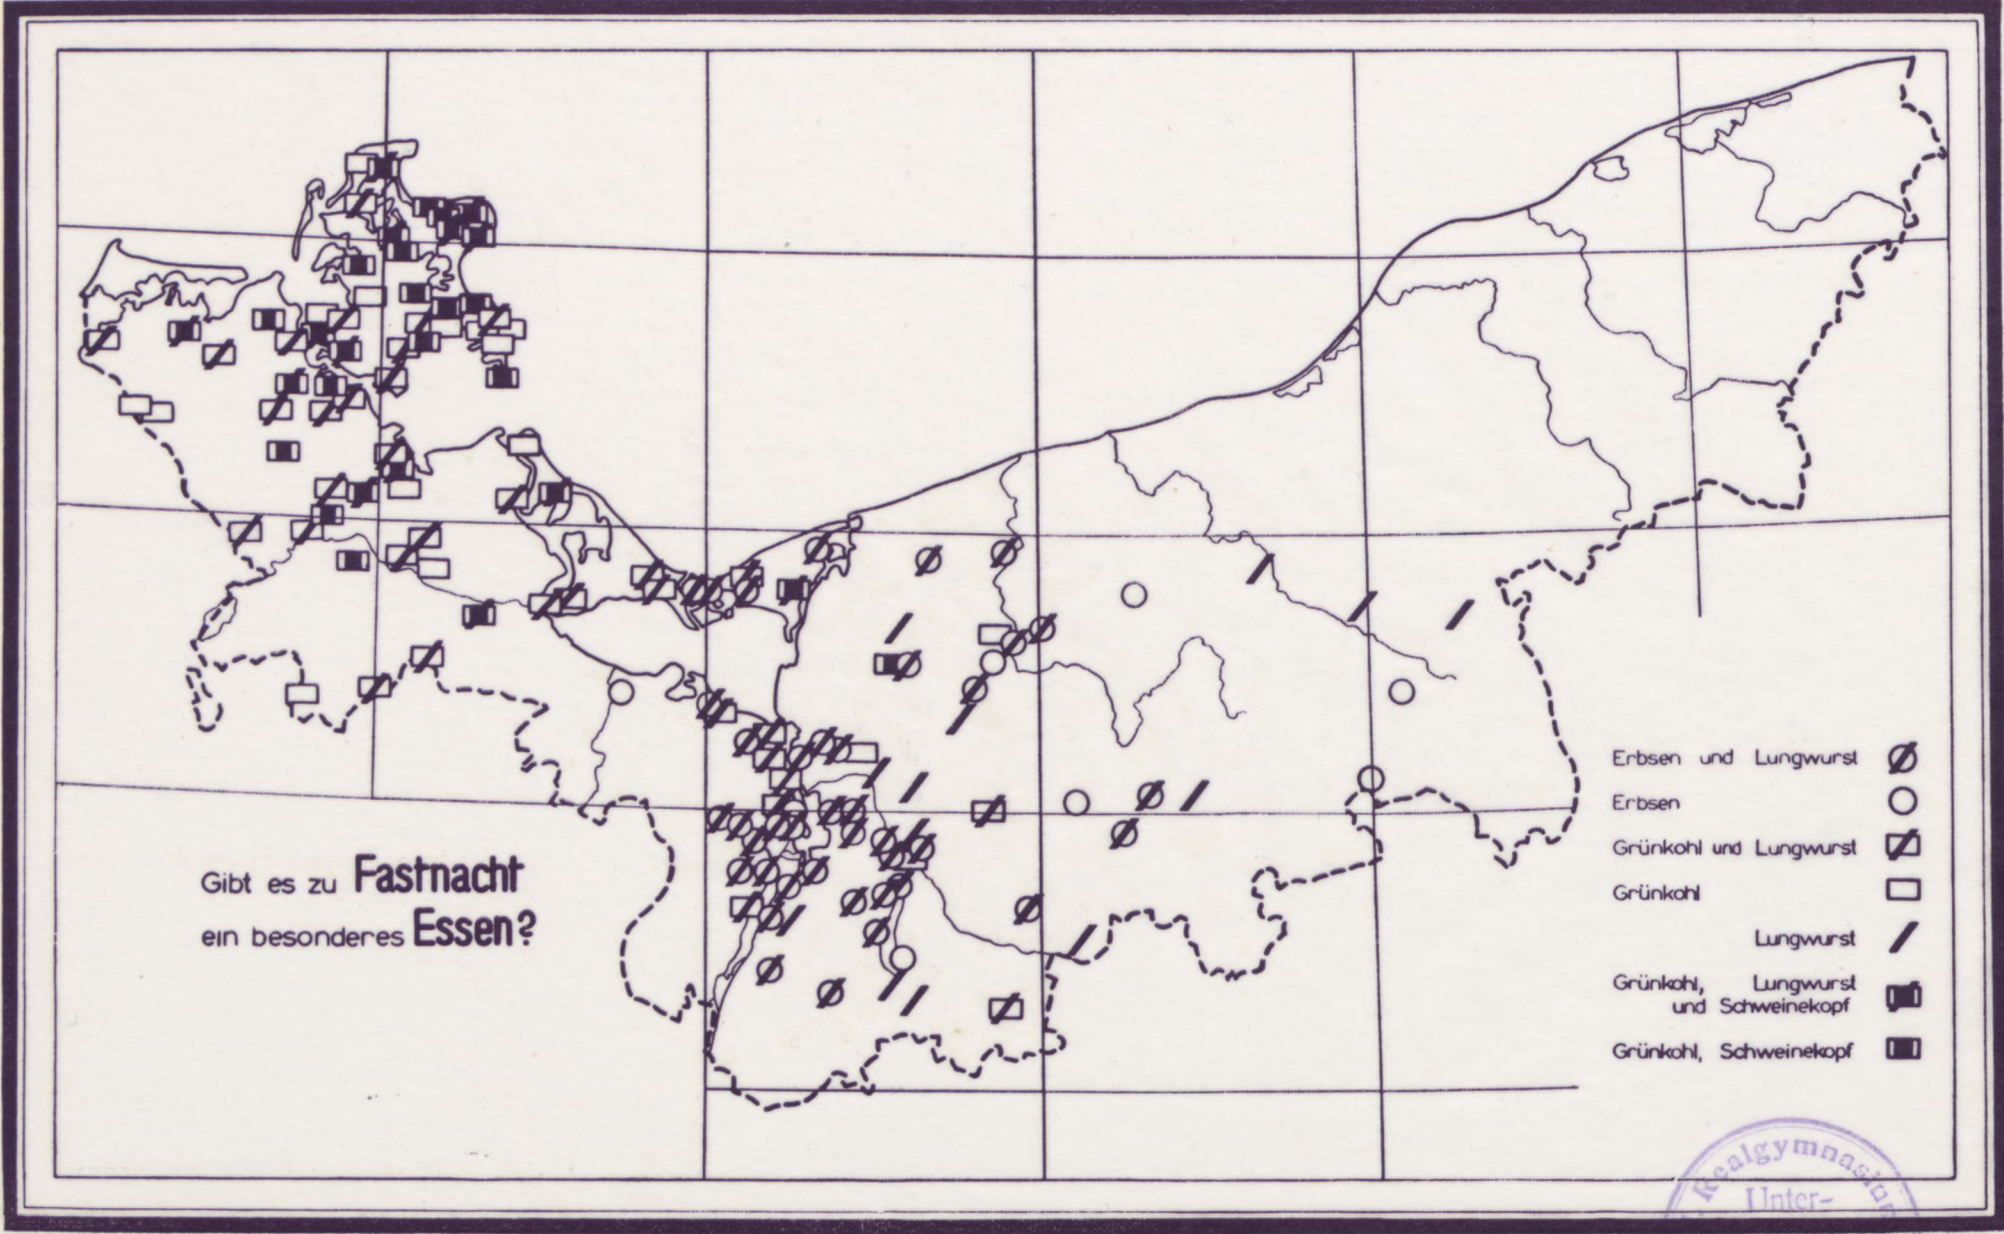 Gibt es zu Fastnacht
ein besonderes Essen?
Erbsen und Lungwurst
Erbsen
Grünkohl und Lungwurst
Grünkohl
Lungwurst
Grünkohl, Lungwurst
und Schweinekopf
Grünkohl, Schweinekopf
Unter-